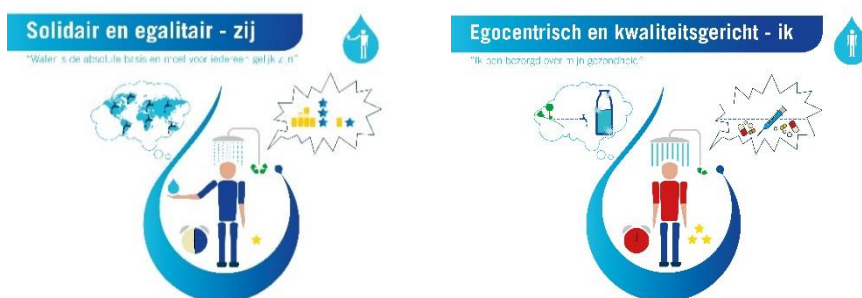 Solidair en egalitair - zij
"Water is de absolute basis en moet voor iedereen gelijk zijn"
Egocentrisch en kwaliteitsgericht - ik
"Ik ben bezorgd over mijn gezondheid"